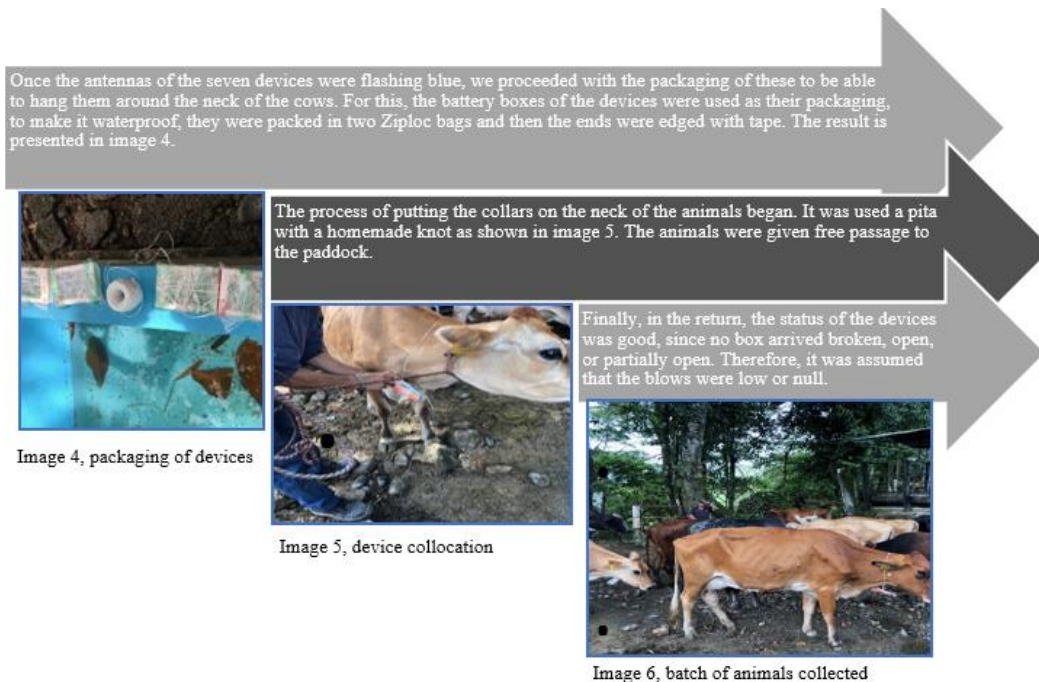 Once the antennas of the seven devices were flashing blue, we proceeded with the packaging of these to be able
to hang them around the neck of the cows. For this, the battery boxes of the devices were used as their packaging,
to make it waterproof, they were packed in two Ziploc bags and then the ends were edged with tape. The result is
presented in image 4.
The process of putting the collars on the neck of the animals began. It was used a pita
with a homemade knot as shown in image 5. The animals were given free passage to
the paddock.
Finally, in the return, the status of the devices
was good, since no box arrived broken, open,
or partially open. Therefore, it was assumed
that the blows were low or null.
Image 4, packaging of devices
Image 5, device collocation
Image 6, batch of animals collected